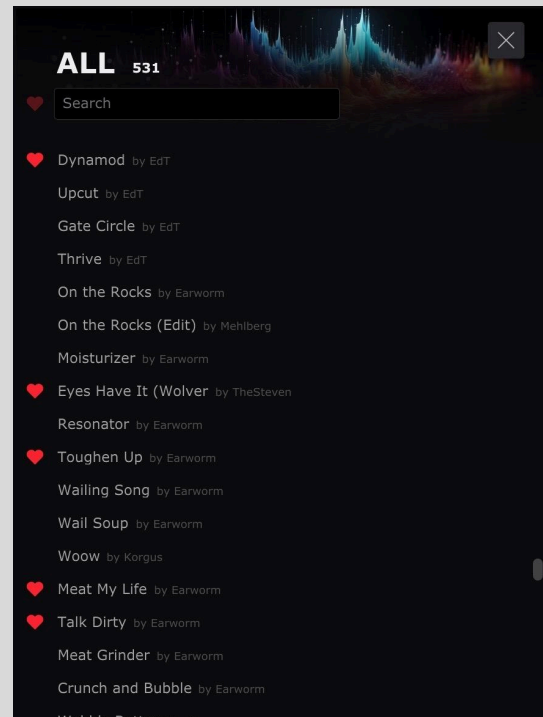 ALL 531
Search
Dynamod by EdT
Upcut by EdT
Gate Circle by EdT
Thrive by EdT
On the Rocks by Earworm
On the Rocks (Edit) by Mehlberg
Moisturizer by Earworm
Eyes Have It (Wolver by TheSteven
Resonator by Earworm
Toughen Up by Earworm
Wailing Song by Earworm
Wail Soup by Earworm
Woow by Korgus
Meat My Life by Earworm
Talk Dirty by Earworm
Meat Grinder by Earworm
Crunch and Bubble by Earworm